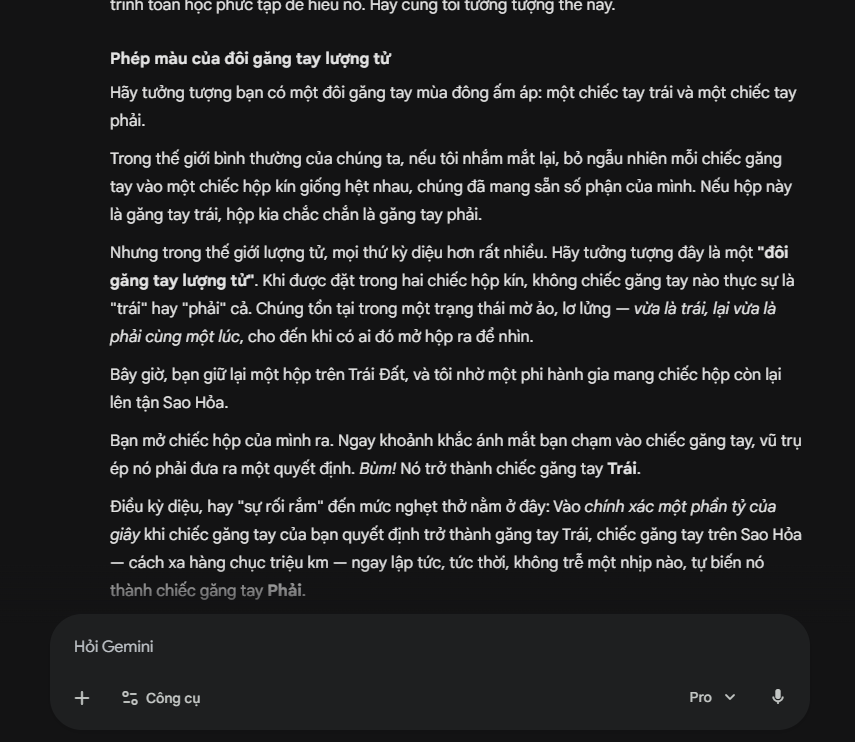 trình toán học phức tạp để hiểu nó. Hãy cùng tôi tưởng tượng thế này.
Phép màu của đôi găng tay lượng tử
Hãy tưởng tượng bạn có một đôi găng tay mùa đông ấm áp: một chiếc tay trái và một chiếc tay
phải.
Trong thế giới bình thường của chúng ta, nếu tôi nhắm mắt lại, bỏ ngẫu nhiên mỗi chiếc găng
tay vào một chiếc hộp kín giống hệt nhau, chúng đã mang sẵn số phận của mình. Nếu hộp này
là găng tay trái, hộp kia chắc chắn là găng tay phải.
Nhưng trong thế giới lượng tử, mọi thứ kỳ diệu hơn rất nhiều. Hãy tưởng tượng đây là một "đôi
găng tay lượng tử". Khi được đặt trong hai chiếc hộp kín, không chiếc găng tay nào thực sự là
"trái" hay "phải" cả. Chúng tồn tại trong một trạng thái mờ ảo, lơ lửng — vừa là trái, lại vừa là
phải cùng một lúc, cho đến khi có ai đó mở hộp ra để nhìn.
Bây giờ, bạn giữ lại một hộp trên Trái Đất, và tôi nhờ một phi hành gia mang chiếc hộp còn lại
lên tận Sao Hỏa.
Bạn mở chiếc hộp của mình ra. Ngay khoảnh khắc ánh mắt bạn chạm vào chiếc găng tay, vũ trụ
ép nó phải đưa ra một quyết định. Bùm! Nó trở thành chiếc găng tay Trái.
Điều kỳ diệu, hay "sự rối rắm" đến mức nghẹt thở nằm ở đây: Vào chính xác một phần tỷ của
giây khi chiếc găng tay của bạn quyết định trở thành găng tay Trái, chiếc găng tay trên Sao Hỏa
— cách xa hàng chục triệu km — ngay lập tức, tức thời, không trễ một nhịp nào, tự biến nó
thành chiếc găng tay Phải.
Hỏi Gemini
Công cụ
Pro